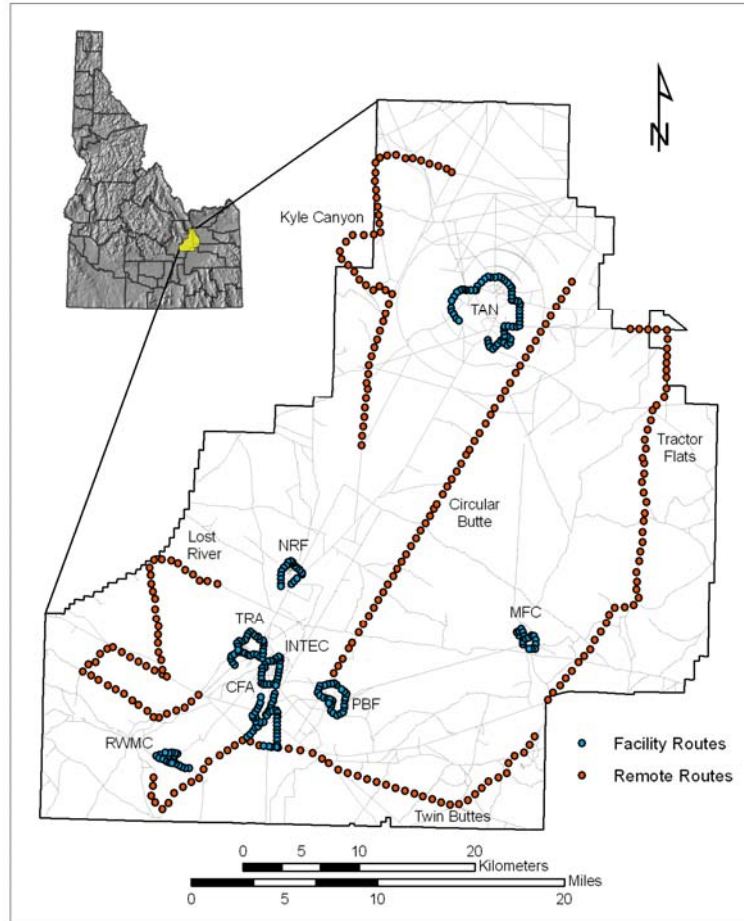 N
Kyle Canyon
TAN
Tractor
Flats
Circular
Butte
Lost
River
NRF
MFC
TRA
INTEC
CFA
PBF
RWMC
Facility Routes
Remote Routes
Twin Buttes
0 5 10 20
Kilometers
Miles
0 5 10 20